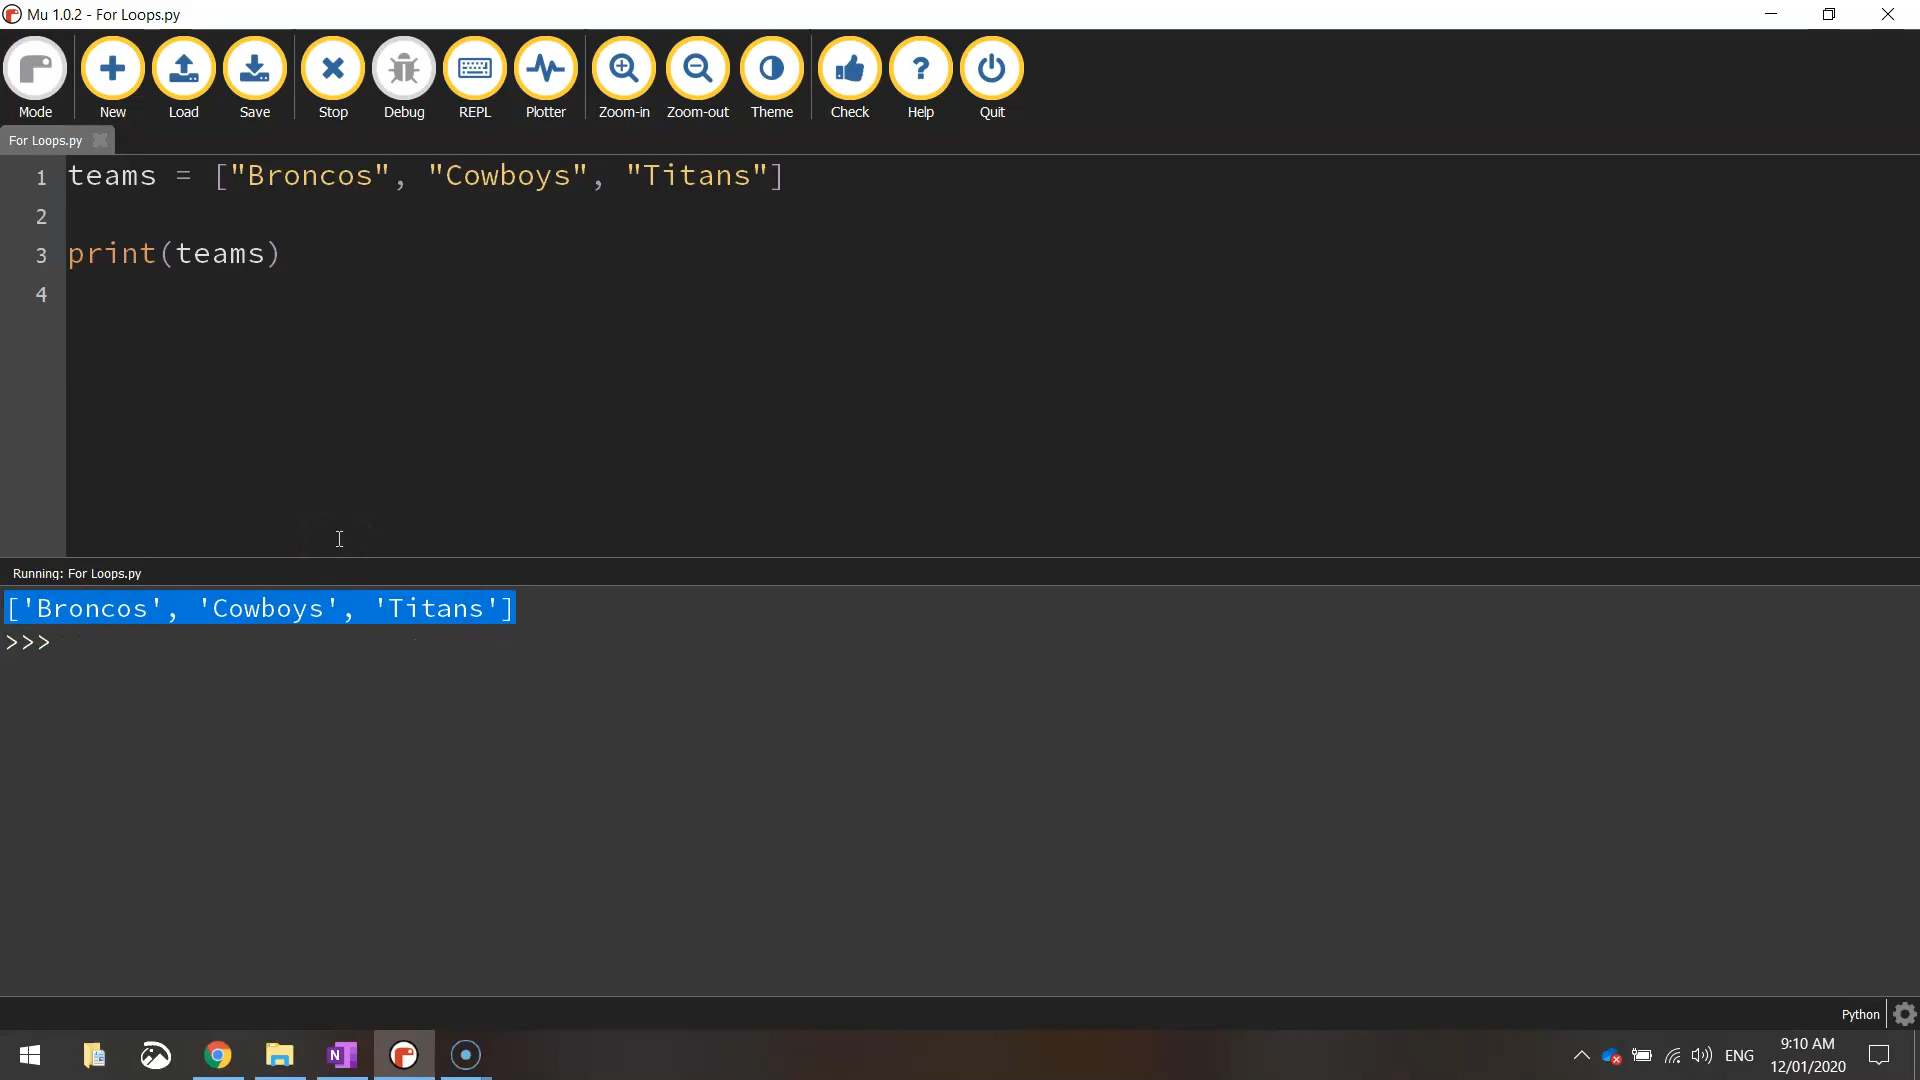 Mu 1.0.2 - For Loops.py
Mode New Load Save Stop Debug REPL Plotter Zoom-in Zoom-out Theme Check Help Quit
For Loops.py
1 teams = ["Broncos", "Cowboys", "Titans"]
2
3 print(teams)
4
Running: For Loops.py
['Broncos', 'Cowboys', 'Titans']
>>>
Python
ENG
9:10 AM
12/01/2020